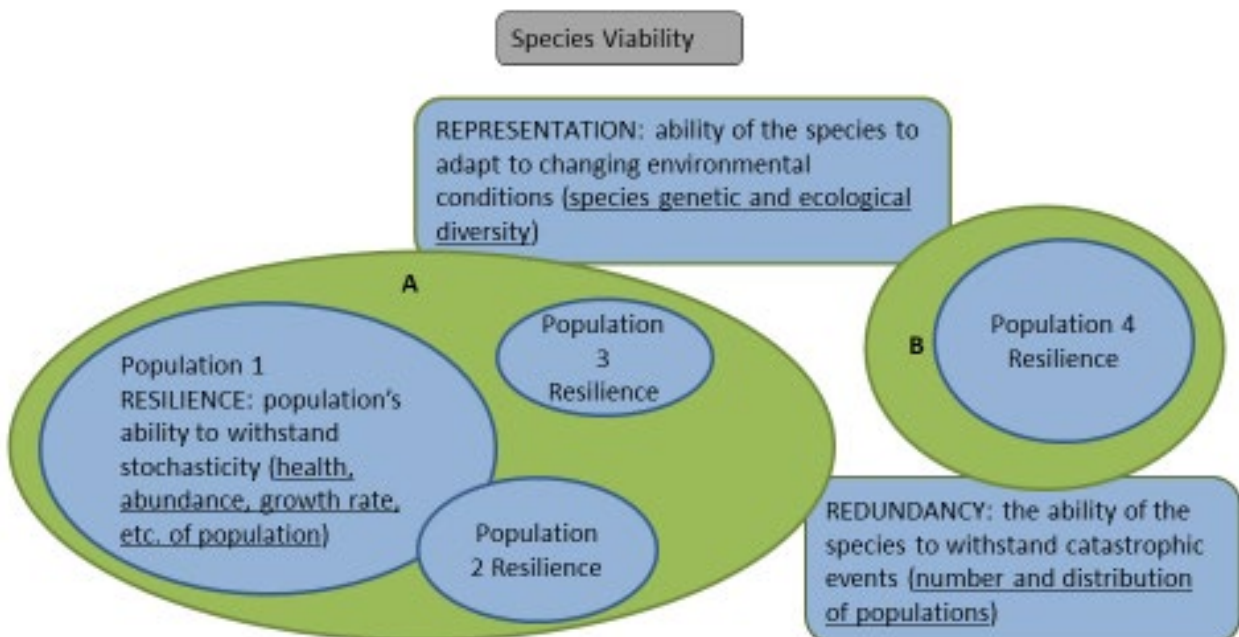 Species Viability
REPRESENTATION: ability of the species to
adapt to changing environmental
conditions (species genetic and ecological
diversity)
A
Population 1
RESILIENCE: population's
ability to withstand
stochasticity (health,
abundance, growth rate,
etc. of population)
Population
3
Resilience
Population
2 Resilience
B
Population 4
Resilience
REDUNDANCY: the ability of the
species to withstand catastrophic
events (number and distribution
of populations)